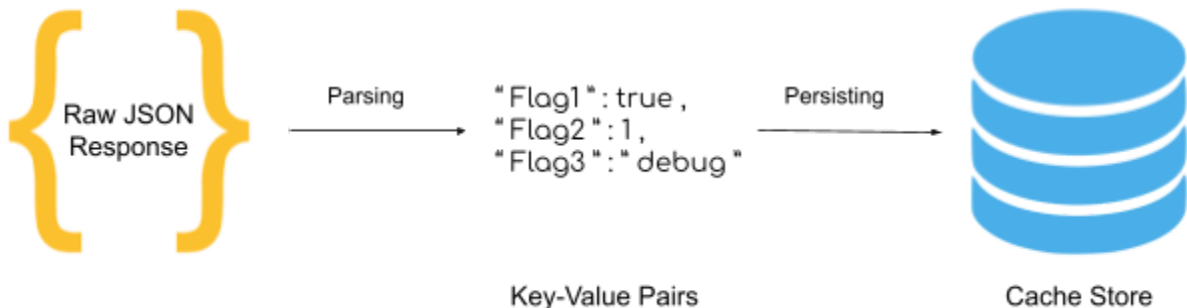 Raw JSON
Response
Parsing
"Flag1": true,
"Flag2": 1,
"Flag3": "debug"
Persisting
Key-Value Pairs
Cache Store